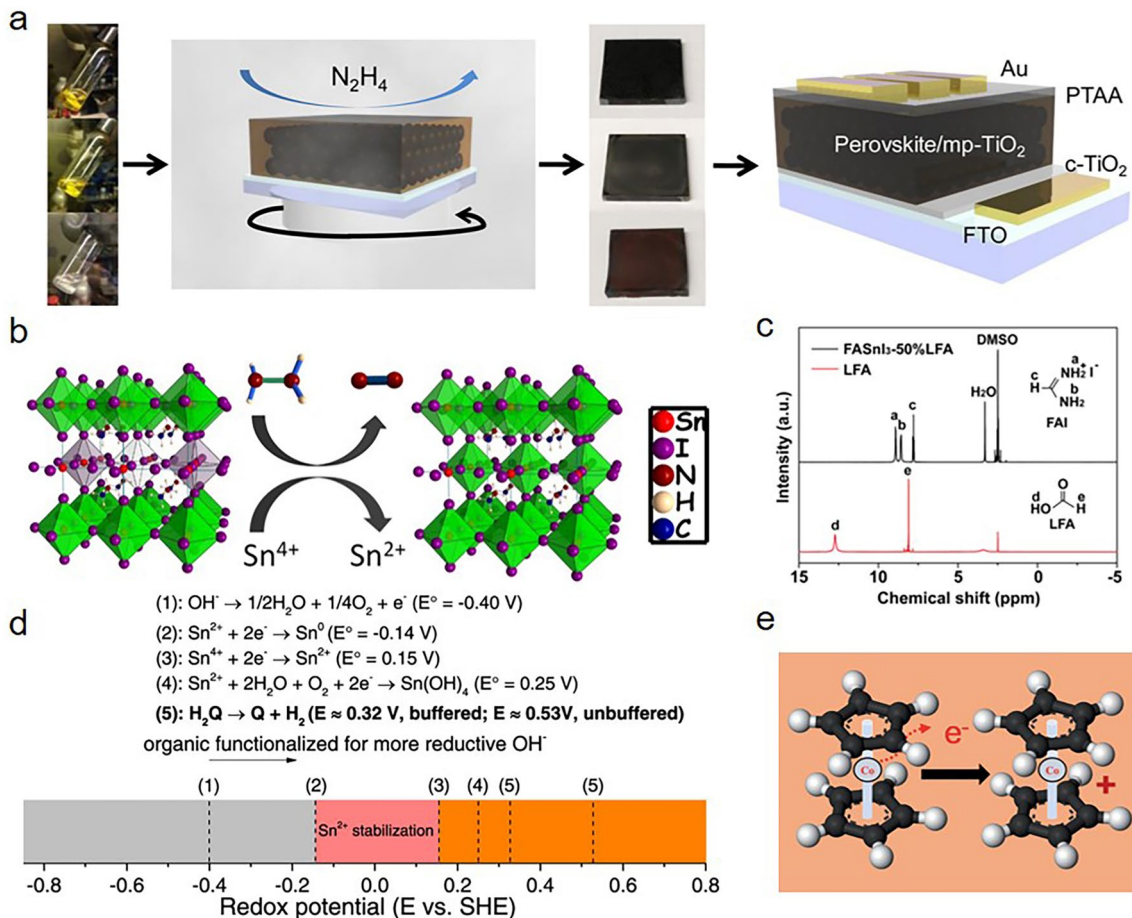 a
N₂H₄
Au
PTAA
Perovskite/mp-TiO₂
c-TiO₂
FTO
b
Sn⁴⁺
Sn²⁺
Sn
I
N
H
C
c
FASnI₃-50%LFA
LFA
DMSO
H₂O
a
b
c
a
NH₂⁺ I⁻
c
H
b
NH₂
FAI
e
d
O
d
HO
e
H
LFA
Intensity (a.u.)
15 10 5 0 -5
Chemical shift (ppm)
d
(1): OH⁻ → 1/2H₂O + 1/4O₂ + e⁻ (E° = -0.40 V)
(2): Sn²⁺ + 2e⁻ → Sn⁰ (E° = -0.14 V)
(3): Sn⁴⁺ + 2e⁻ → Sn²⁺ (E° = 0.15 V)
(4): Sn²⁺ + 2H₂O + O₂ + 2e⁻ → Sn(OH)₄ (E° = 0.25 V)
(5): H₂Q → Q + H₂ (E ≈ 0.32 V, buffered; E ≈ 0.53V, unbuffered)
organic functionalized for more reductive OH⁻
(1) (2) (3) (4) (5) (5)
Sn²⁺ stabilization
-0.8 -0.6 -0.4 -0.2 0.0 0.2 0.4 0.6 0.8
Redox potential (E vs. SHE)
e
e⁻
Co
Co
+